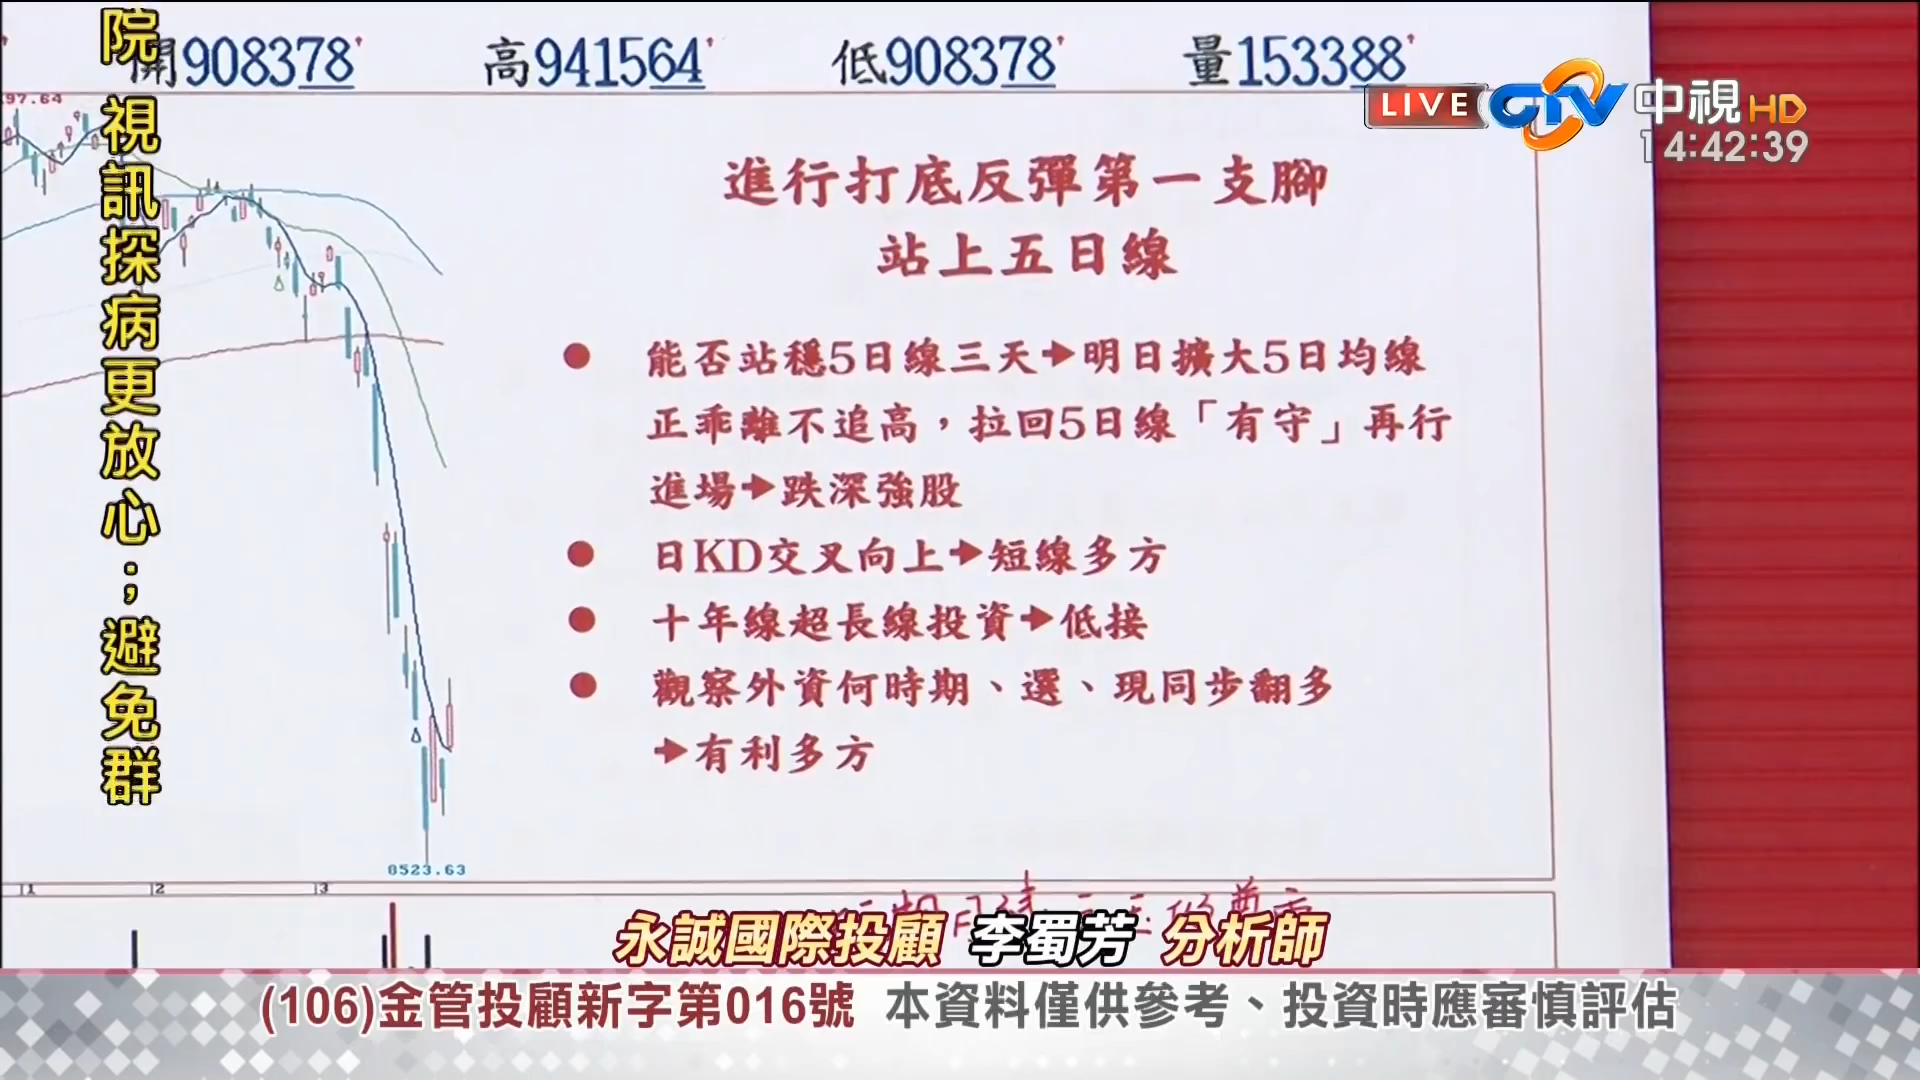 開908378
高941564
低908378
量153388
LIVE CTV 中視HD
14:42:39
院 視訊探病更放心；避免群
97.64
進行打底反彈第一支腳
站上五日線
● 能否站穩5日線三天➔明日擴大5日均線
正乖離不追高，拉回5日線「有守」再行
進場➔跌深強股
● 日KD交叉向上➔短線多方
● 十年線超長線投資➔低接
● 觀察外資何時期、選、現同步翻多
➔有利多方
8523.63
1
2
3
永誠國際投顧 李蜀芳 分析師
(106)金管投顧新字第016號 本資料僅供參考、投資時應審慎評估